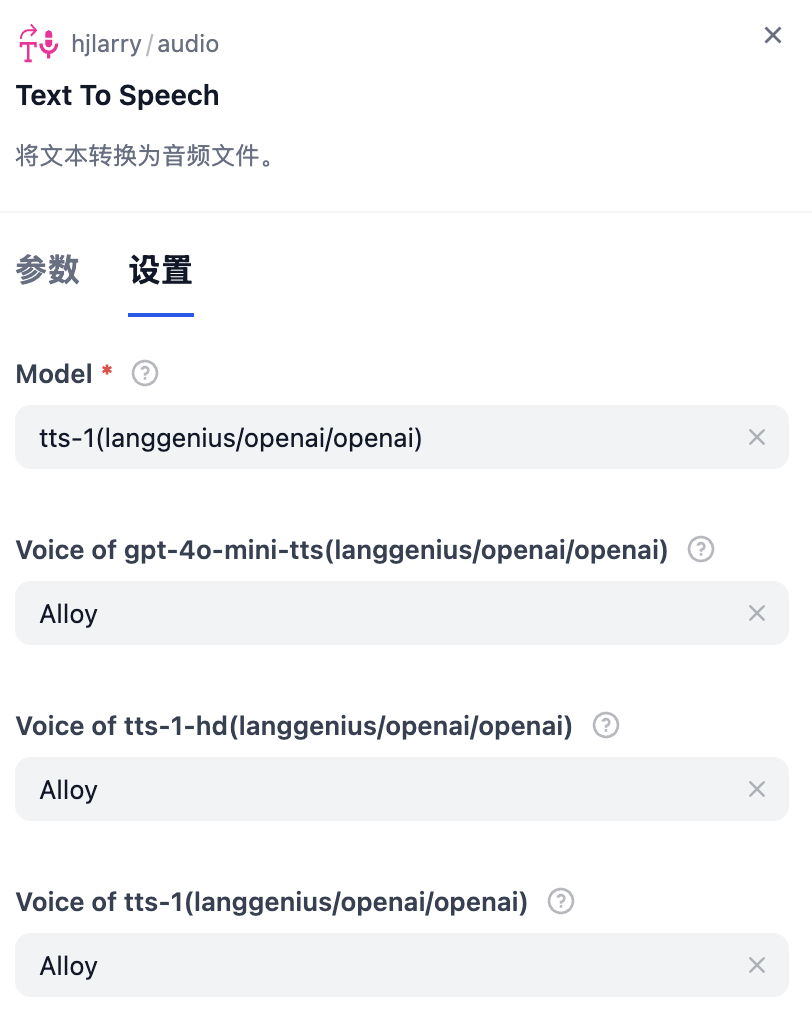 hjlarry/audio
Text To Speech
将文本转换为音频文件。
参数 设置
Model *
tts-1(langgenius/openai/openai)
Voice of gpt-4o-mini-tts(langgenius/openai/openai)
Alloy
Voice of tts-1-hd(langgenius/openai/openai)
Alloy
Voice of tts-1(langgenius/openai/openai)
Alloy